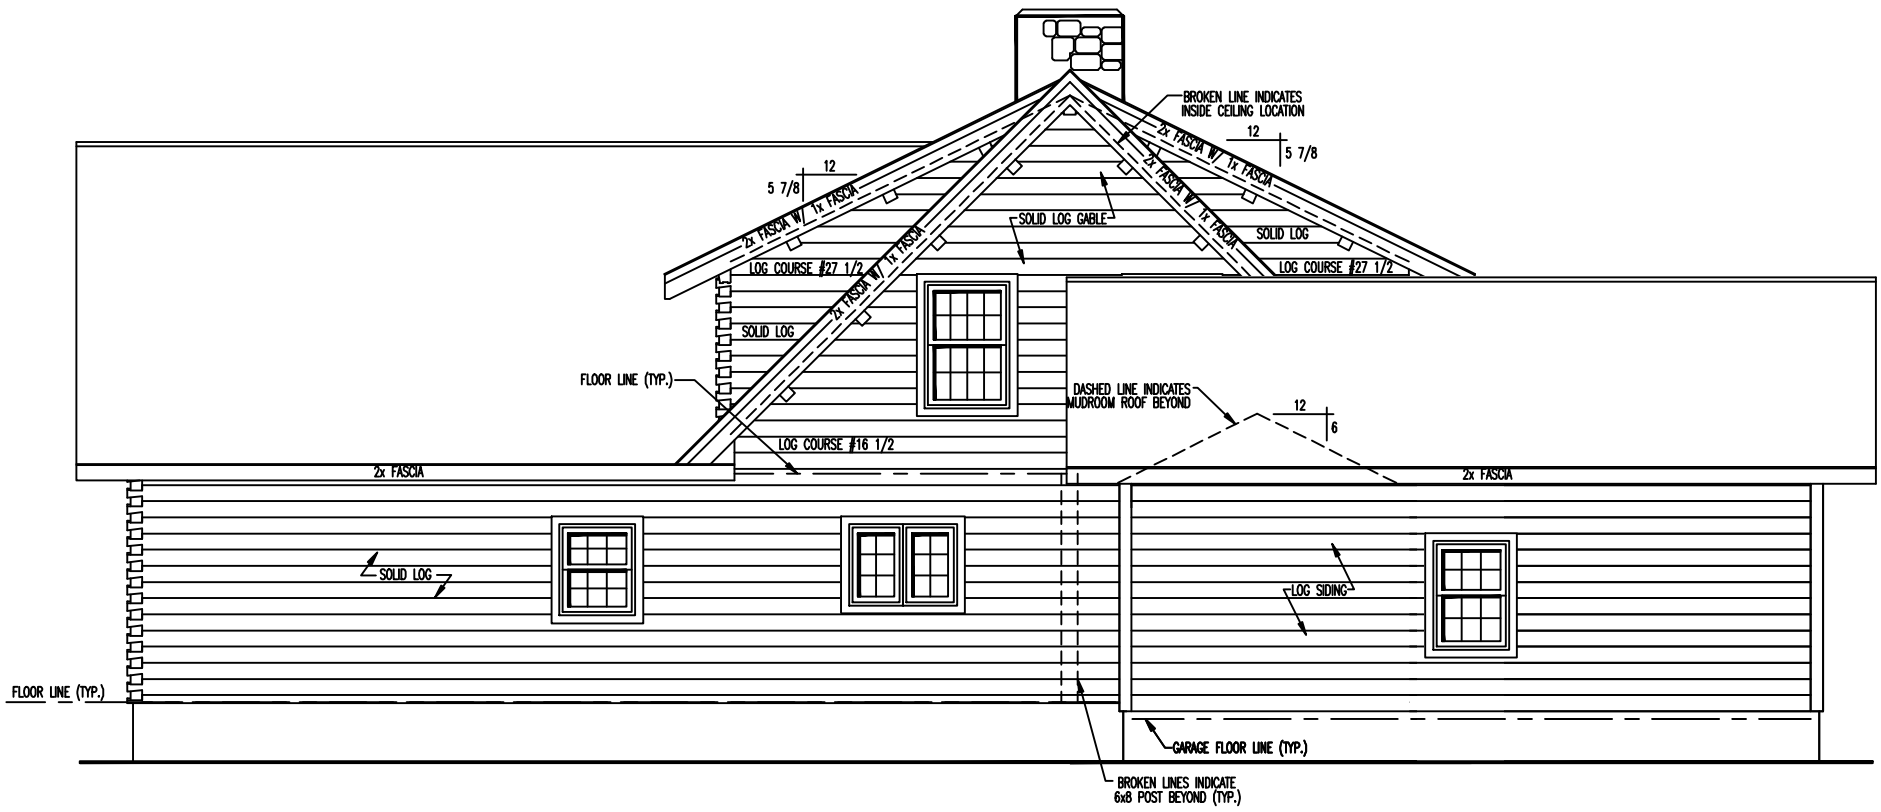 BROKEN LINE INDICATES
INSIDE CEILING LOCATION
12
5 7/8
2x FASCIA W/ 1x FASCIA
2x FASCIA W/ 1x FASCIA
12
5 7/8
2x FASCIA W/ 1x FASCIA
2x FASCIA W/ 1x FASCIA
SOLID LOG GABLE
SOLID LOG
LOG COURSE #27 1/2
LOG COURSE #27 1/2
SOLID LOG
FLOOR LINE (TYP.)
DASHED LINE INDICATES
MUDROOM ROOF BEYOND
12
6
LOG COURSE #16 1/2
2x FASCIA
2x FASCIA
SOLID LOG
LOG SIDING
FLOOR LINE (TYP.)
GARAGE FLOOR LINE (TYP.)
BROKEN LINES INDICATE
6x8 POST BEYOND (TYP.)